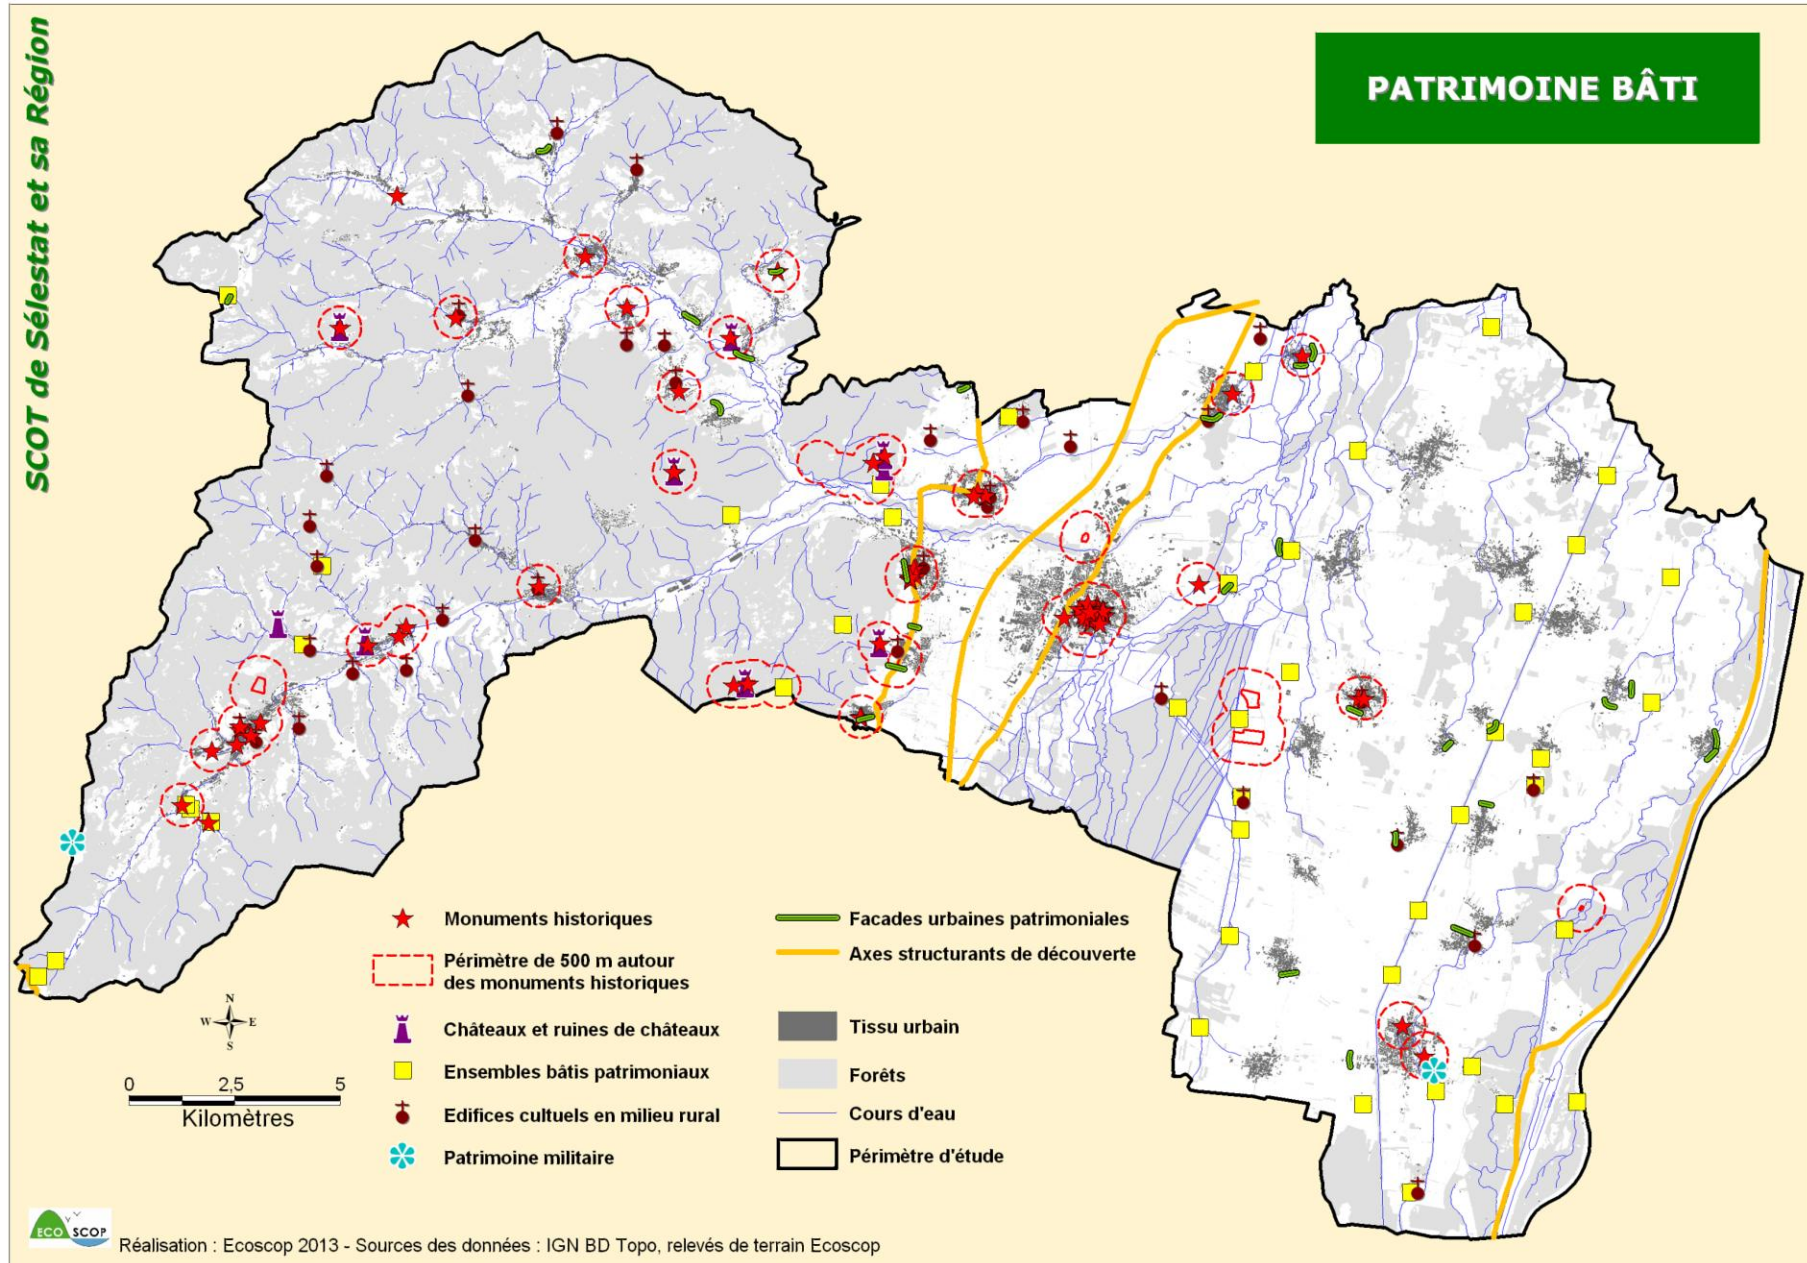 SCOT de Sélestat et sa Région
PATRIMOINE BÂTI
Monuments historiques
Périmètre de 500 m autour
des monuments historiques
Châteaux et ruines de châteaux
Ensembles bâtis patrimoniaux
Edifices cultuels en milieu rural
Patrimoine militaire
Facades urbaines patrimoniales
Axes structurants de découverte
Tissu urbain
Forêts
Cours d'eau
Périmètre d'étude
N
W E
S
0 2,5 5
Kilomètres
ECO SCOP
Réalisation : Ecoscop 2013 - Sources des données : IGN BD Topo, relevés de terrain Ecoscop